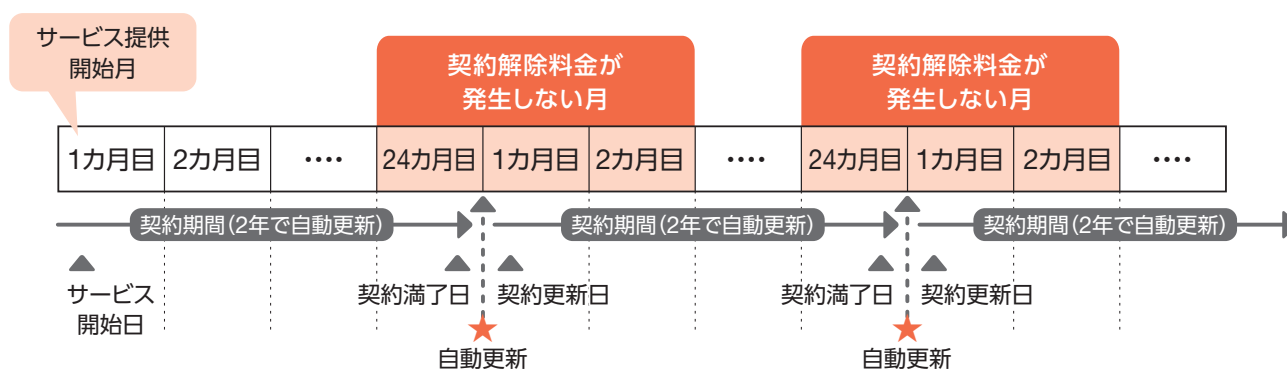 サービス提供
開始月
契約解除料金が
発生しない月
契約解除料金が
発生しない月
1カ月目 2カ月目 ‥‥ 24カ月目 1カ月目 2カ月目 ‥‥ 24カ月目 1カ月目 2カ月目 ‥‥
契約期間(2年で自動更新) 契約期間(2年で自動更新) 契約期間(2年で自動更新)
サービス
開始日
契約満了日 契約更新日 契約満了日 契約更新日
自動更新 自動更新